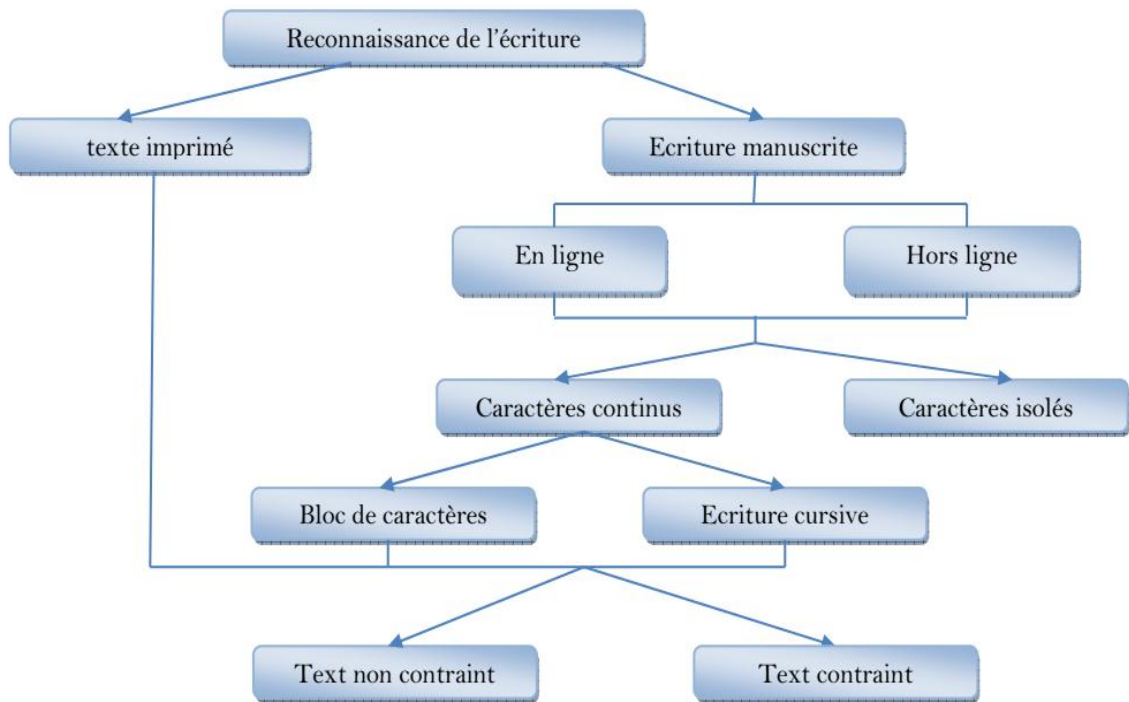 Reconnaissance de l'écriture
texte imprimé
Ecriture manuscrite
En ligne
Hors ligne
Caractères continus
Caractères isolés
Bloc de caractères
Ecriture cursive
Text non contraint
Text contraint